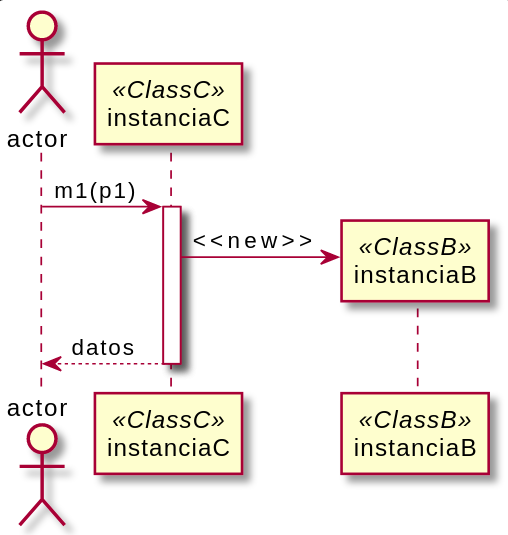 actor
«ClassC»
instanciaC
m1(p1)
<<new>>
«ClassB»
instanciaB
datos
actor
«ClassC»
instanciaC
«ClassB»
instanciaB